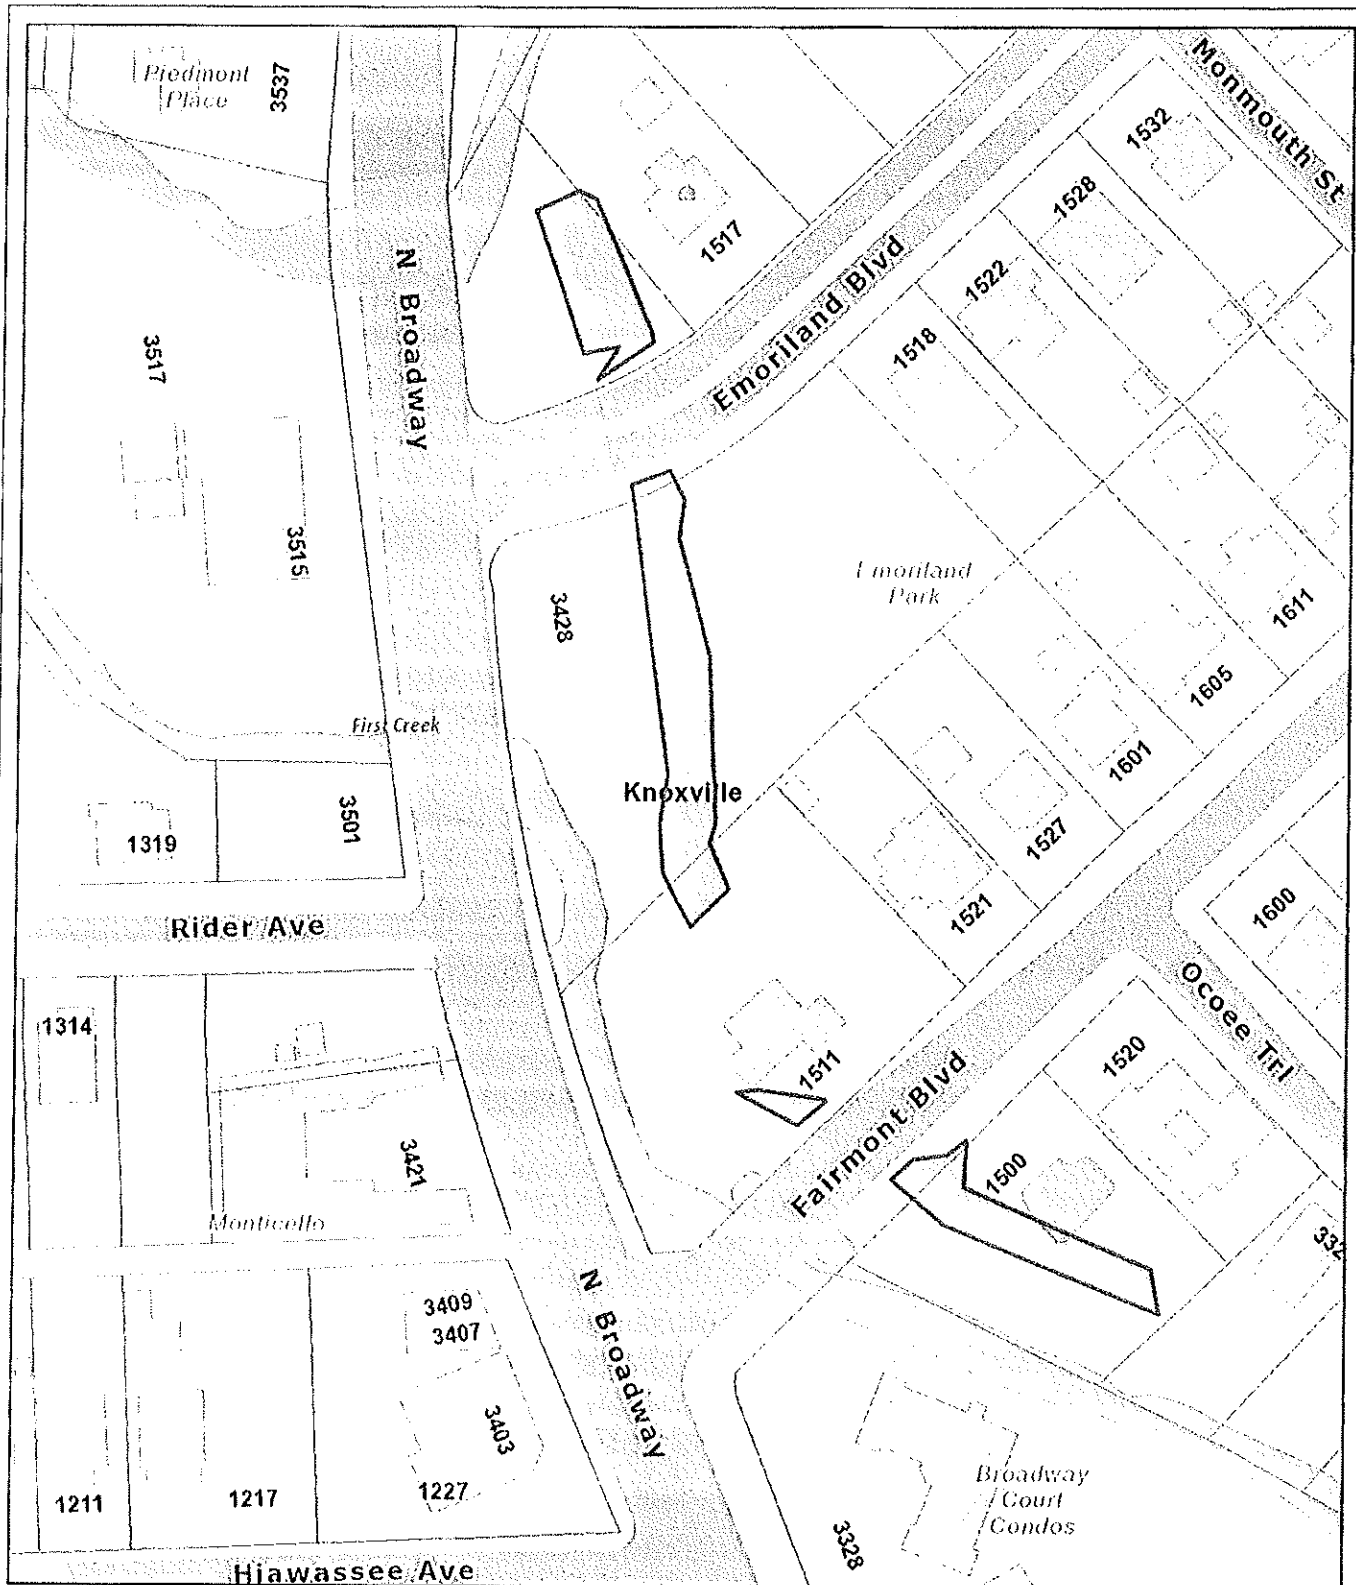 Piedmont
Place
3537
Monmouth St
1532
1528
1517
1522
1518
N Broadway
Emoriland Blvd
3517
3515
3428
Emoriland
Park
1611
1605
1601
First Creek
Knoxville
3501
1319
1527
1521
1600
Rider Ave
Ocoee Trl
1314
1520
1511
Fairmont Blvd
3421
1500
Monticello
332
3409
3407
N Broadway
3403
Broadway
Court
Condos
1211
1217
1227
3328
Hiawassee Ave